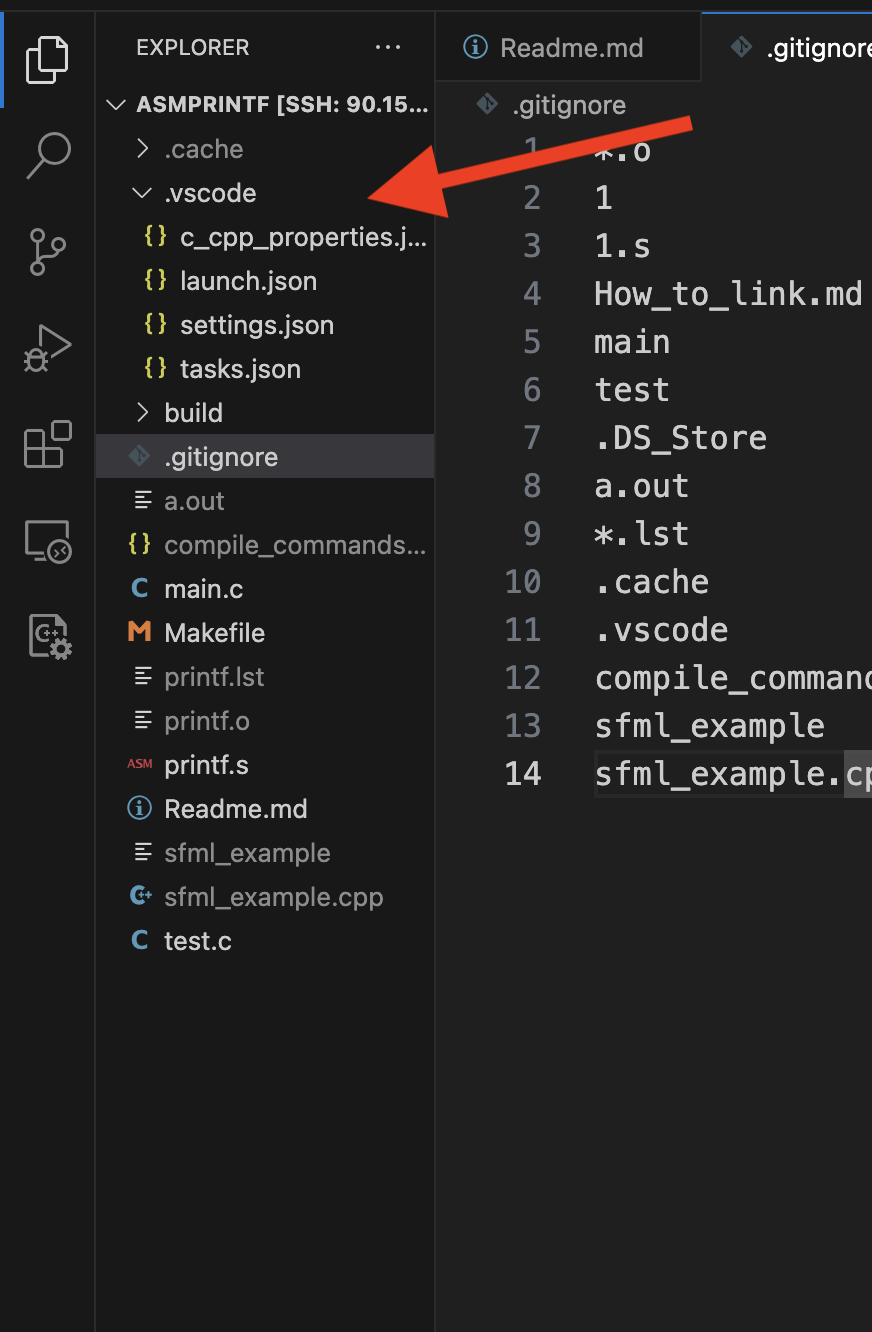 EXPLORER
ASMPRINTF [SSH: 90.15...
.cache
.vscode
c_cpp_properties.j...
launch.json
settings.json
tasks.json
build
.gitignore
a.out
compile_commands...
main.c
Makefile
printf.lst
printf.o
ASM printf.s
Readme.md
sfml_example
sfml_example.cpp
test.c
Readme.md
.gitignore
.gitignore
1 *.o
2 1
3 1.s
4 How_to_link.md
5 main
6 test
7 .DS_Store
8 a.out
9 *.lst
10 .cache
11 .vscode
12 compile_command
13 sfml_example
14 sfml_example.cp